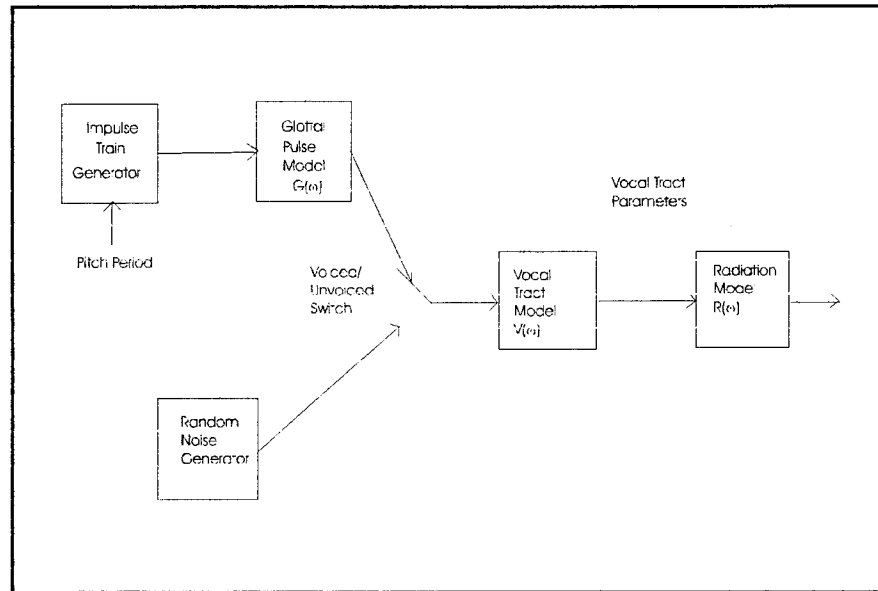 Impulse
Train
Generator
Glottal
Pulse
Model
G(ω)
Pitch Period
Voiced/
Unvoiced
Switch
Vocal Tract
Parameters
Vocal
Tract
Model
V(ω)
Radiation
Model
R(ω)
Random
Noise
Generator